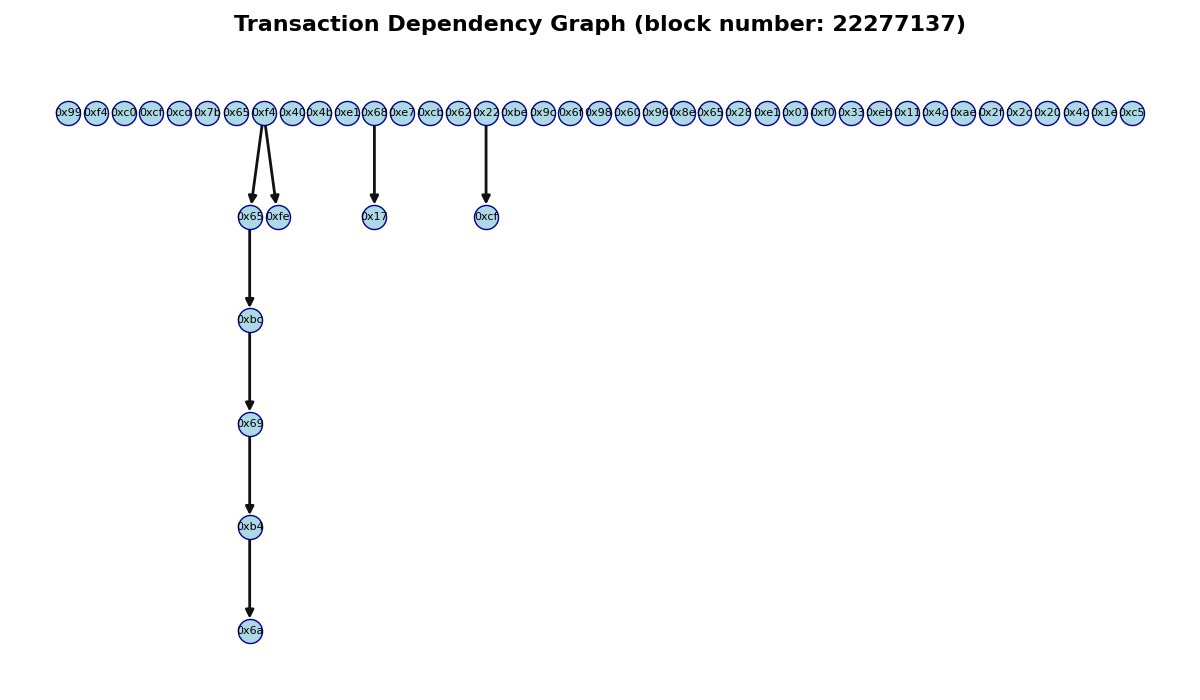 Transaction Dependency Graph (block number: 22277137)
0x99 0xf4 0xc0 0xcf 0xcd 0x7b 0x65 0xf4 0x40 0x4b 0xe1 0x68 0xe7 0xcb 0x62 0x22 0xbe 0x9c 0x6f 0x98 0x60 0x96 0x8e 0x65 0x28 0xe1 0x01 0xf0 0x33 0xeb 0x11 0x4c 0xae 0x2f 0x2c 0x20 0x4c 0x1e 0xc5
0x65 0xfe 0x17 0xcf
0xbc
0x69
0xb4
0x6a